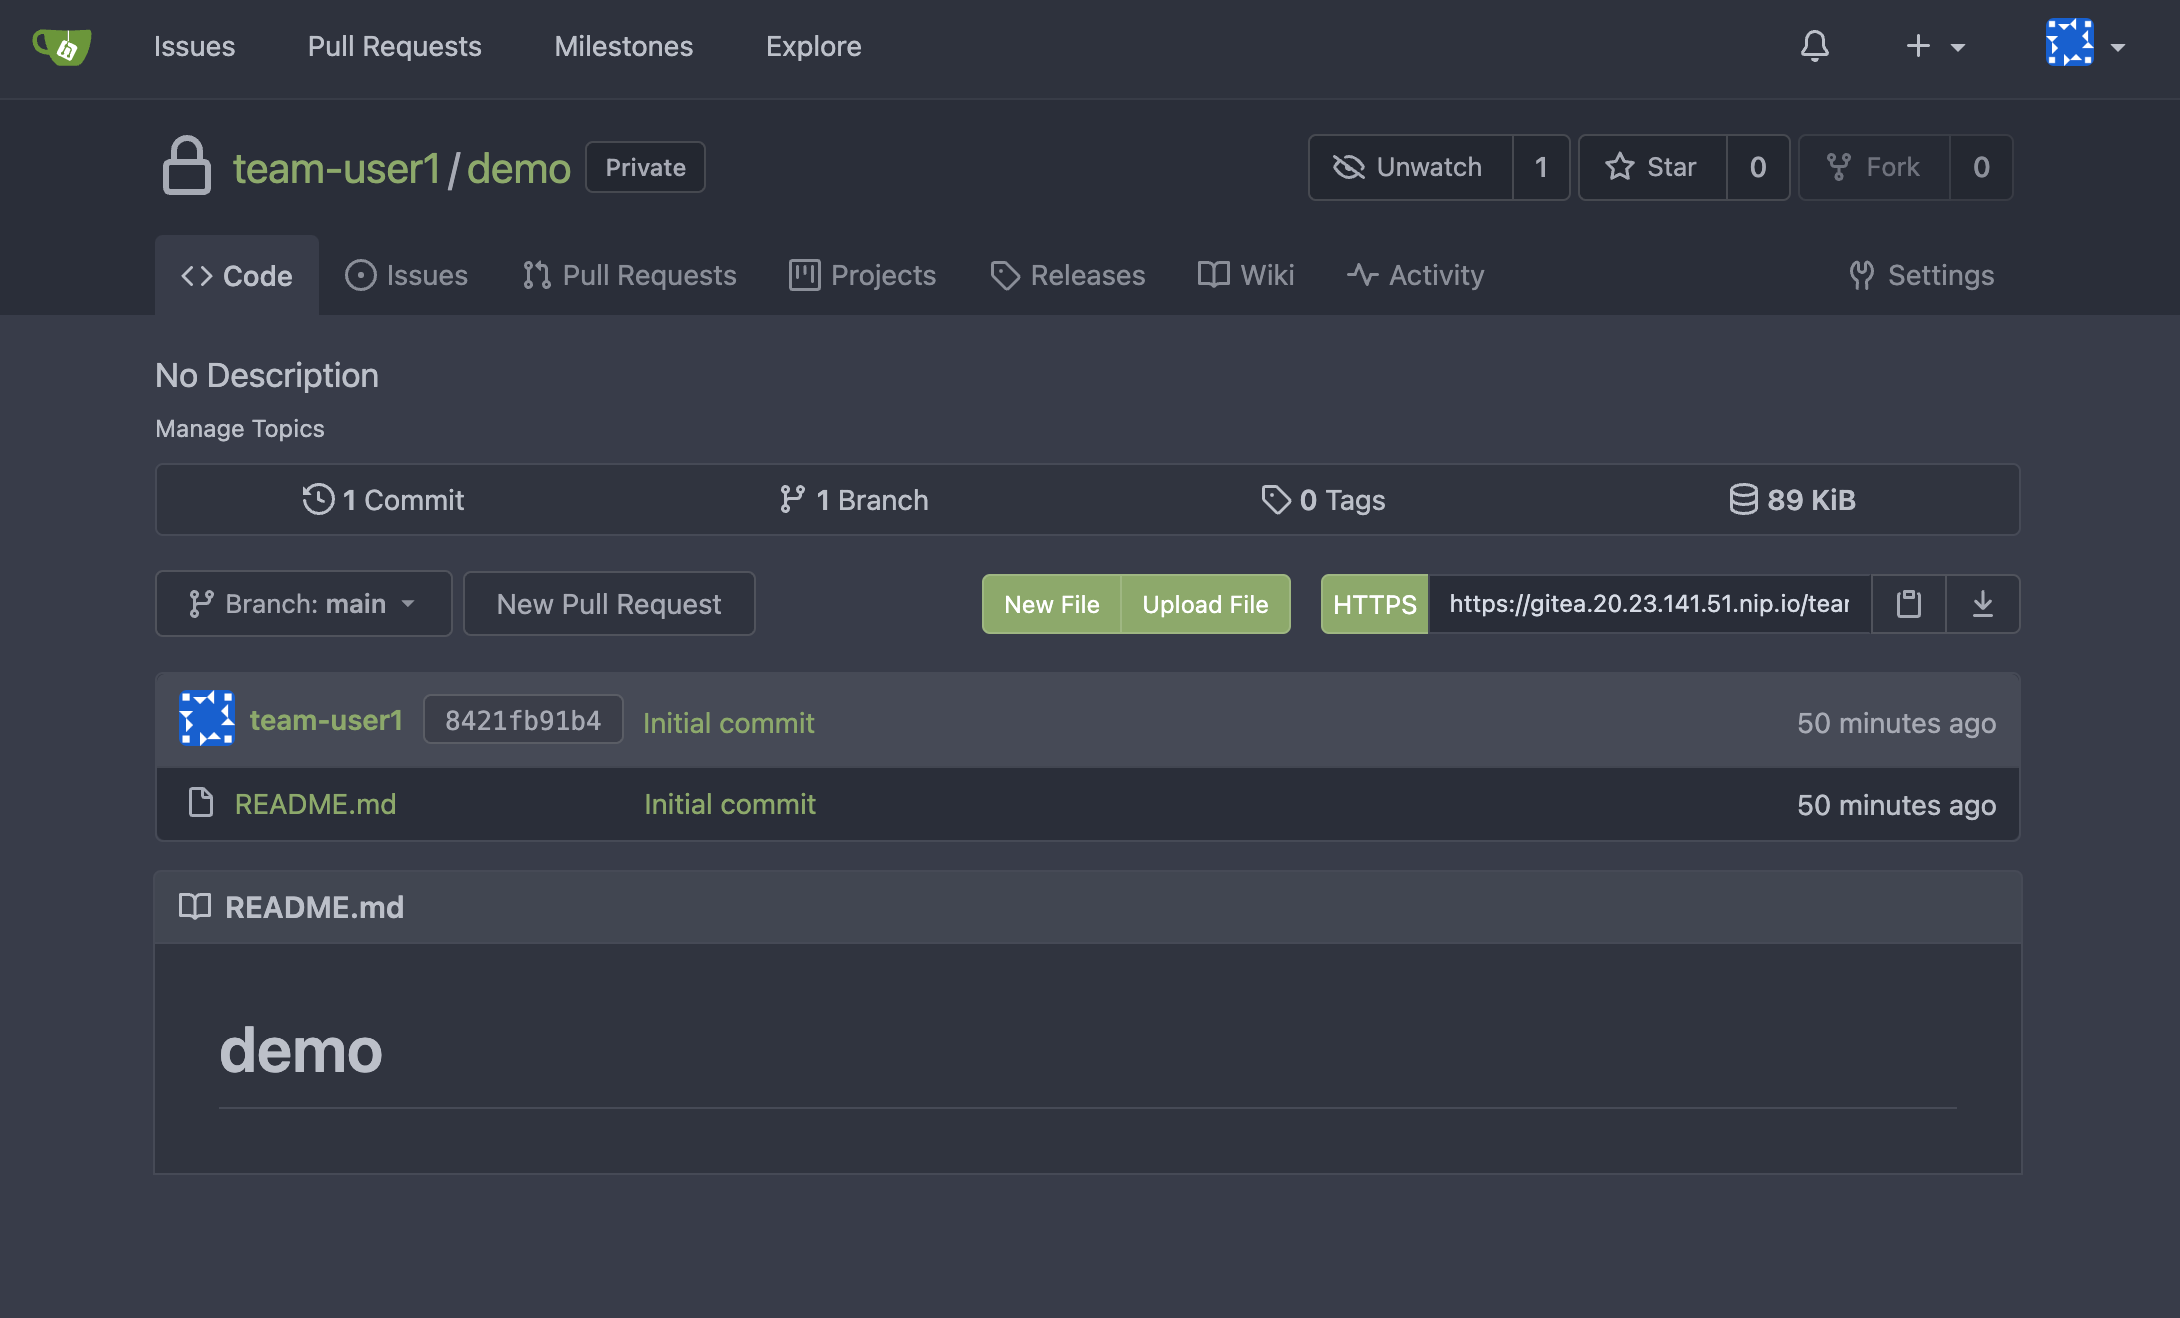 Issues Pull Requests Milestones Explore
team-user1/demo Private Unwatch 1 Star 0 Fork 0
Code Issues Pull Requests Projects Releases Wiki Activity Settings
No Description
Manage Topics
1 Commit 1 Branch 0 Tags 89 KiB
Branch: main New Pull Request New File Upload File HTTPS https://gitea.20.23.141.51.nip.io/tear
team-user1 8421fb91b4 Initial commit 50 minutes ago
README.md Initial commit 50 minutes ago
README.md
demo